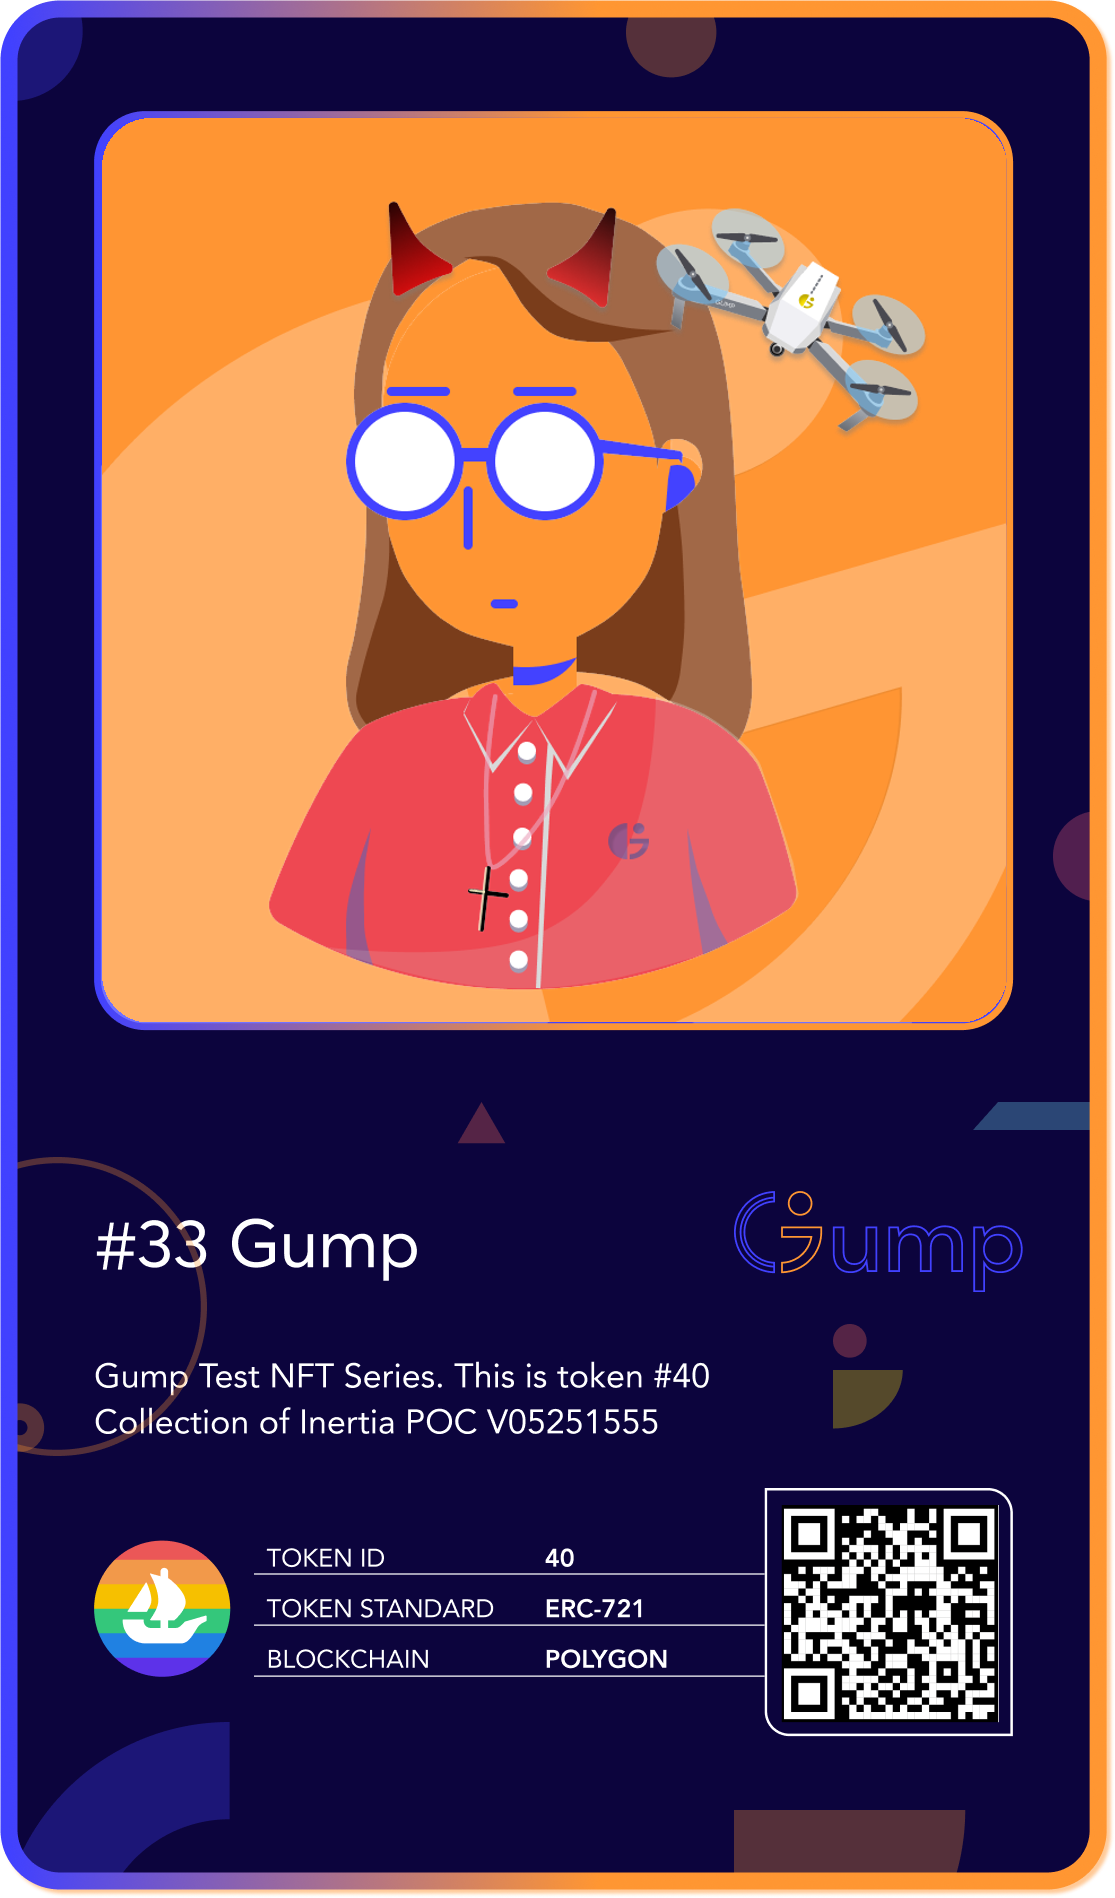 GUMP
#33 Gump
Gump
Gump Test NFT Series. This is token #40
Collection of Inertia POC V05251555
TOKEN ID 40
TOKEN STANDARD ERC-721
BLOCKCHAIN POLYGON